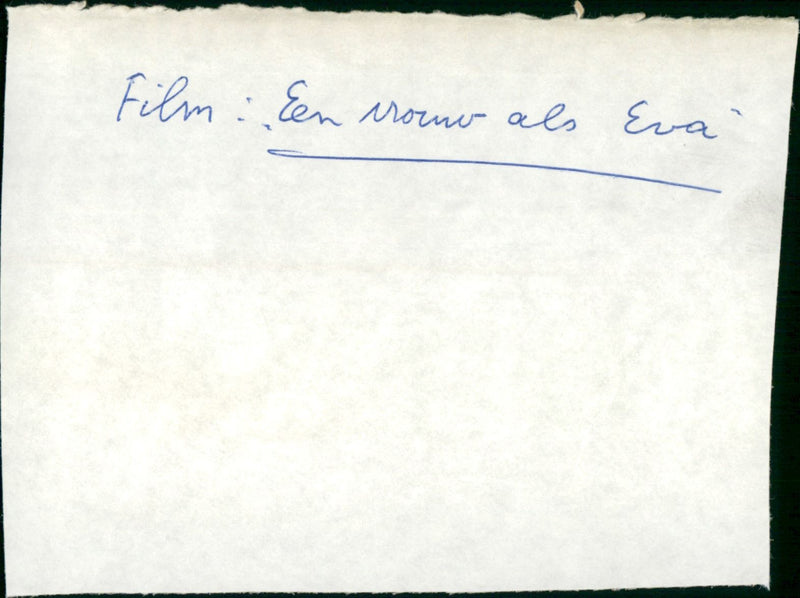 Film: „Een vrouw als Eva"